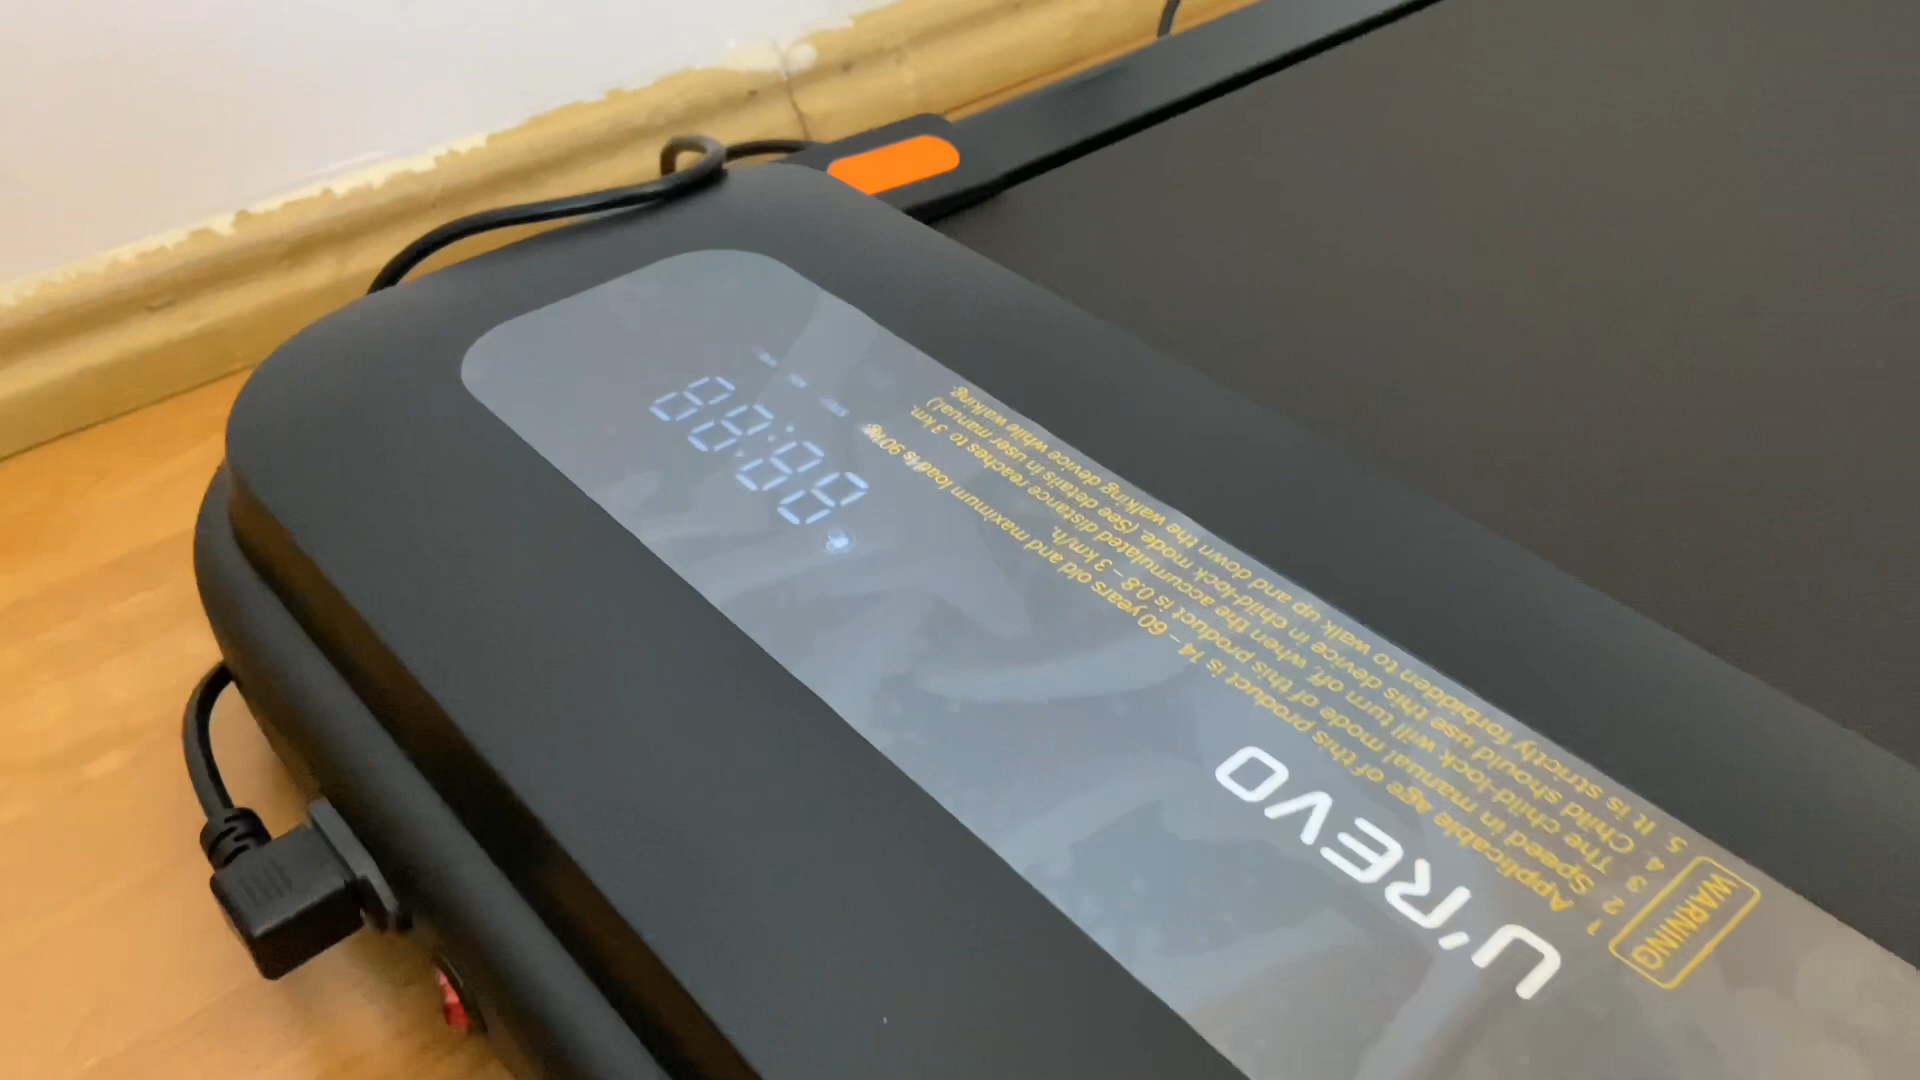 88:88
U'REVO
WARNING
1 Applicable age of this product is 14 – 60 years old and maximum load is 90 kg.
2 Speed in manual mode of this product is 0.8 – 3 km/h.
3 The child-lock will turn off, when the accumulated distance reaches to 3 km.
4 Child should use this device in child-lock mode. (See details in user manual.)
5. It is strictly forbidden to walk up and down the walking device while walking.